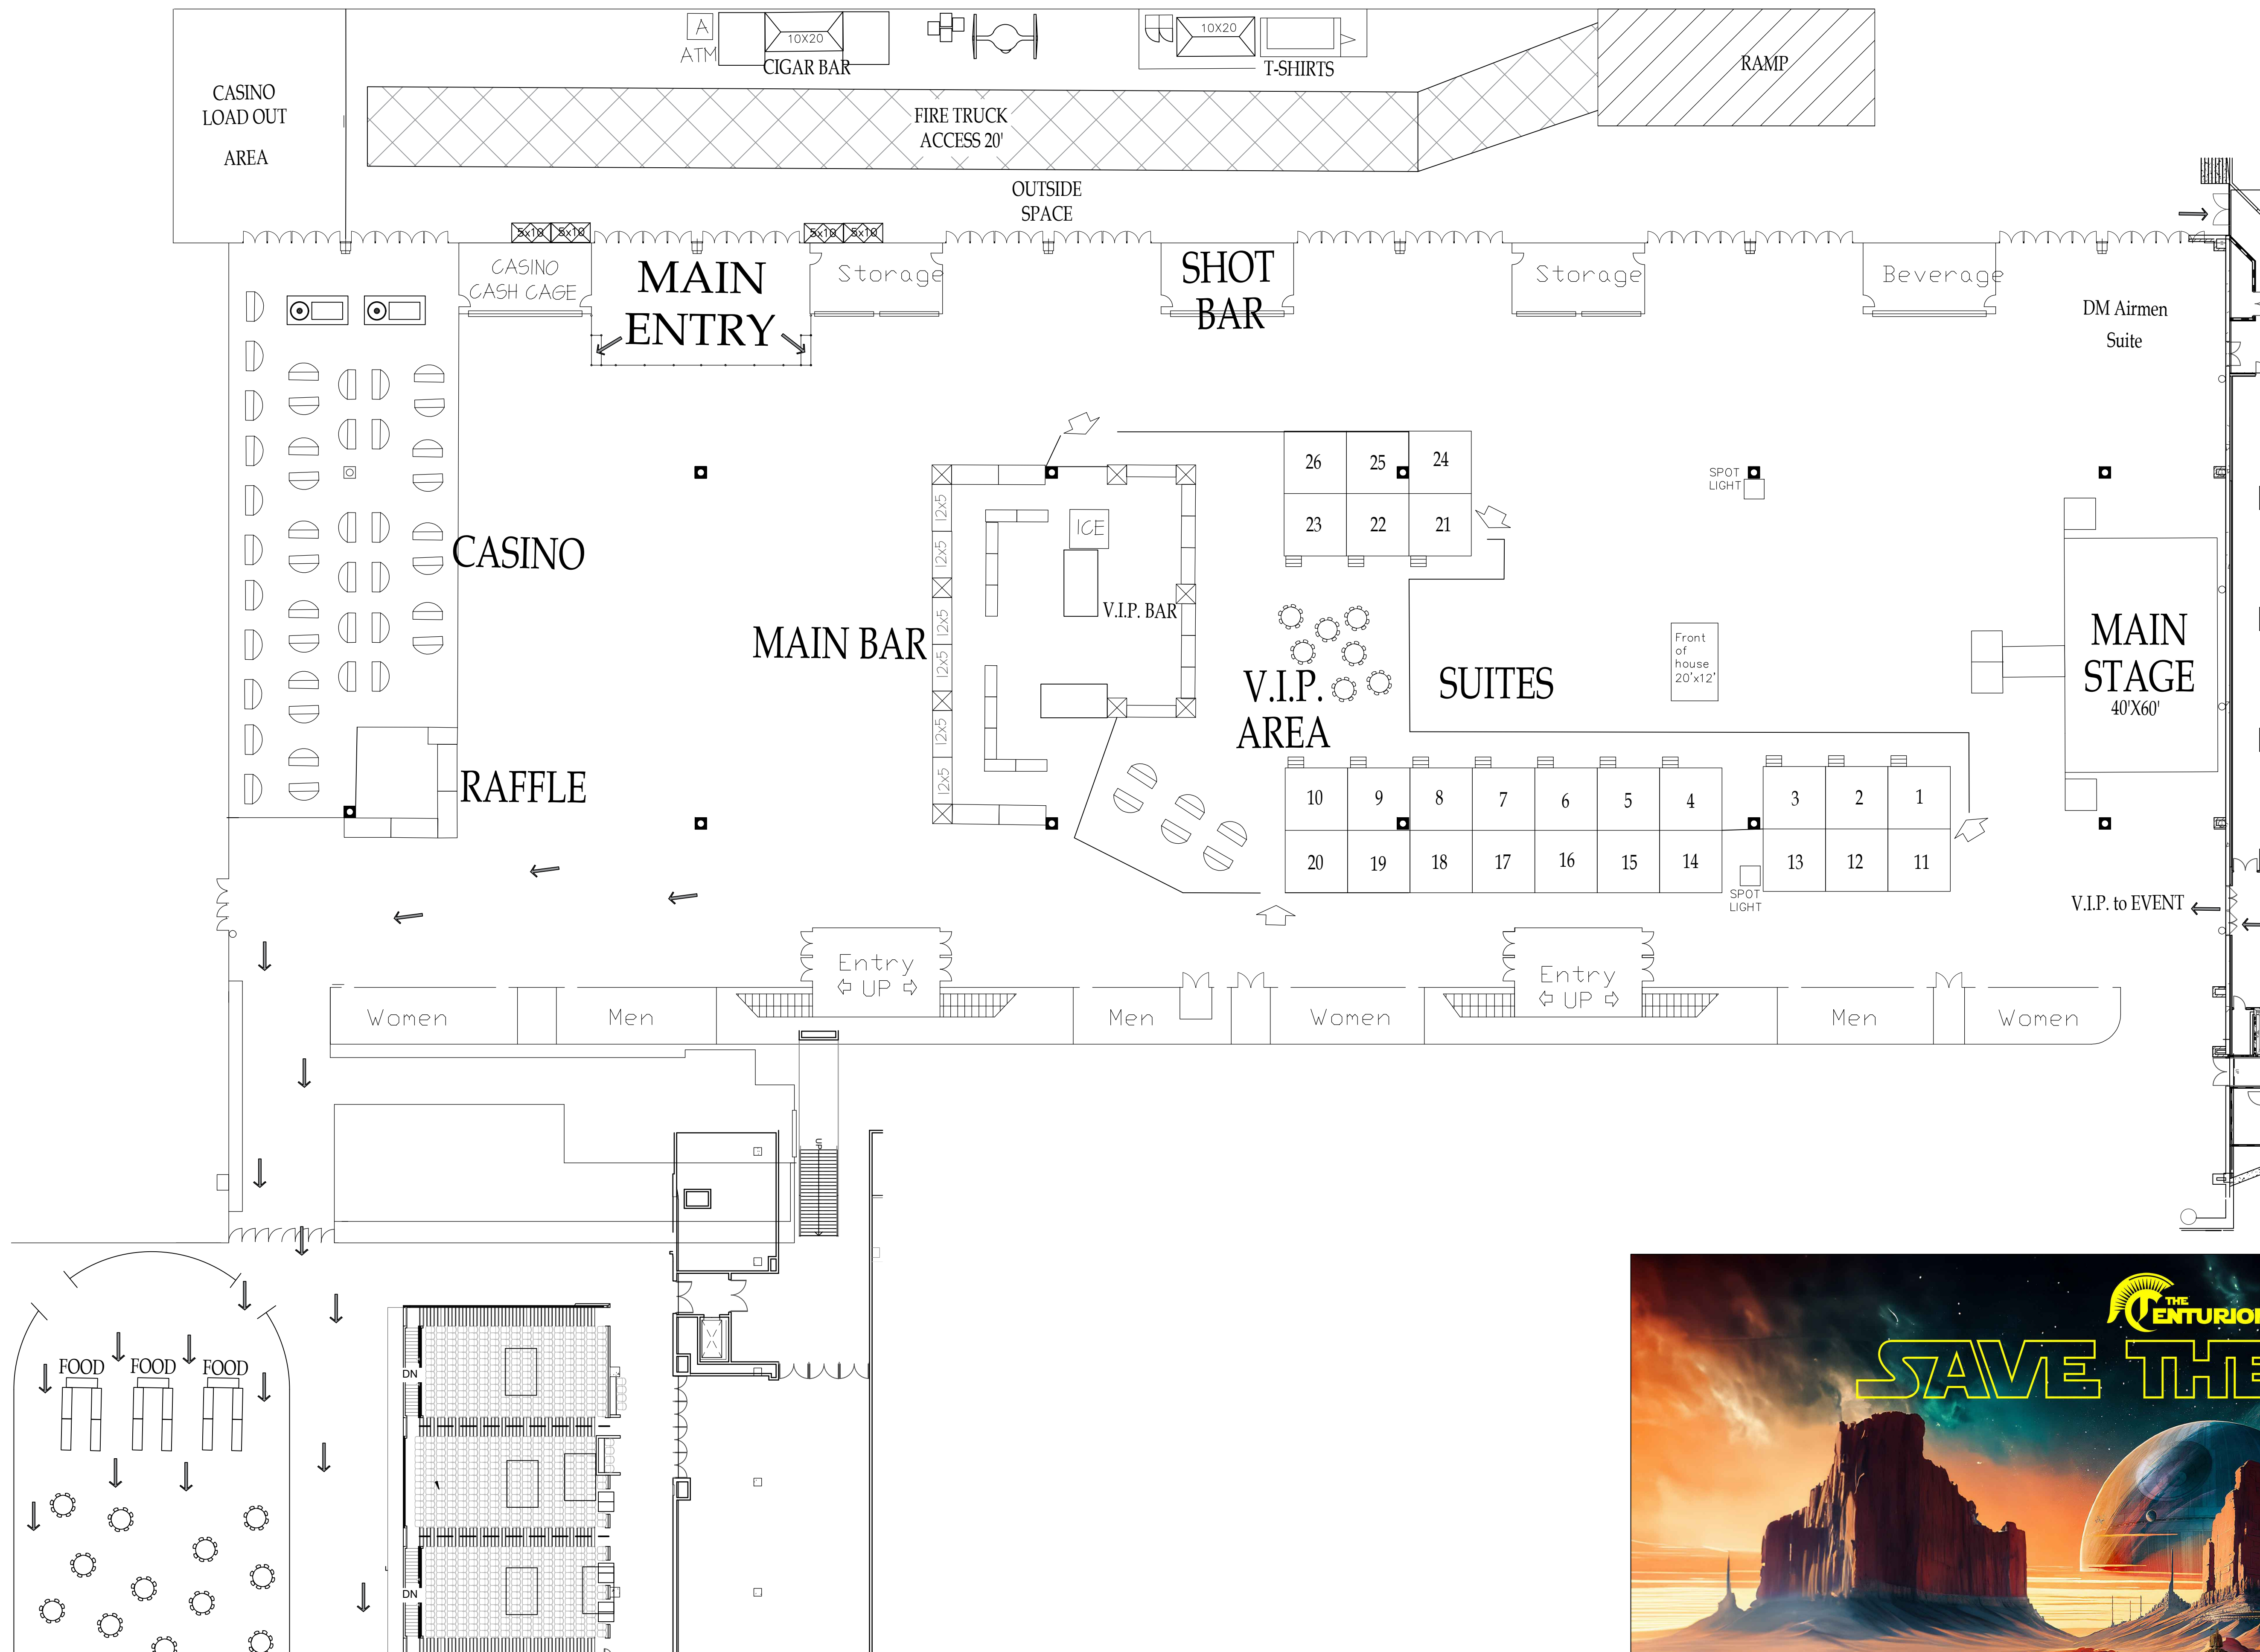 A
ATM
10X20
CIGAR BAR
10X20
T-SHIRTS
RAMP
CASINO
LOAD OUT
AREA
FIRE TRUCK
ACCESS 20'
OUTSIDE
SPACE
5x10
5x10
5x10
5x10
CASINO
CASH CAGE
MAIN
ENTRY
Storage
SHOT
BAR
Storage
Beverage
DM Airmen
Suite
26
25
24
23
22
21
SPOT
LIGHT
12x5
12x5
12x5
12x5
12x5
12x5
ICE
CASINO
V.I.P. BAR
MAIN BAR
V.I.P.
AREA
SUITES
Front
of
house
20'x12'
MAIN
STAGE
40'X60'
RAFFLE
10
9
8
7
6
5
4
3
2
1
20
19
18
17
16
15
14
13
12
11
SPOT
LIGHT
V.I.P. to EVENT
Entry
UP
Entry
UP
Women
Men
Men
Women
Men
Women
UP
FOOD
FOOD
FOOD
DN
DN
THE
CENTURIO
SAVE THE